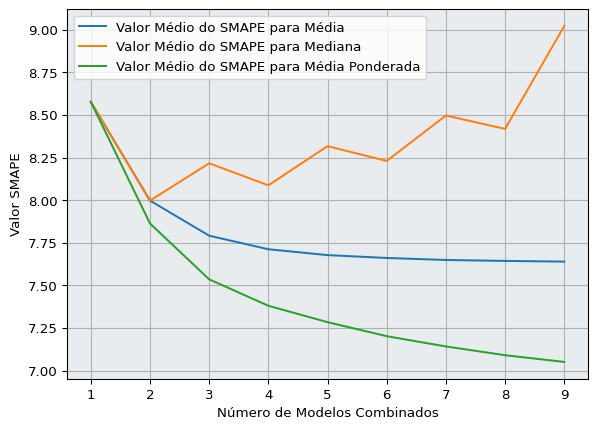 Valor Médio do SMAPE para Média
Valor Médio do SMAPE para Mediana
Valor Médio do SMAPE para Média Ponderada
Valor SMAPE
9.00
8.75
8.50
8.25
8.00
7.75
7.50
7.25
7.00
1 2 3 4 5 6 7 8 9
Número de Modelos Combinados